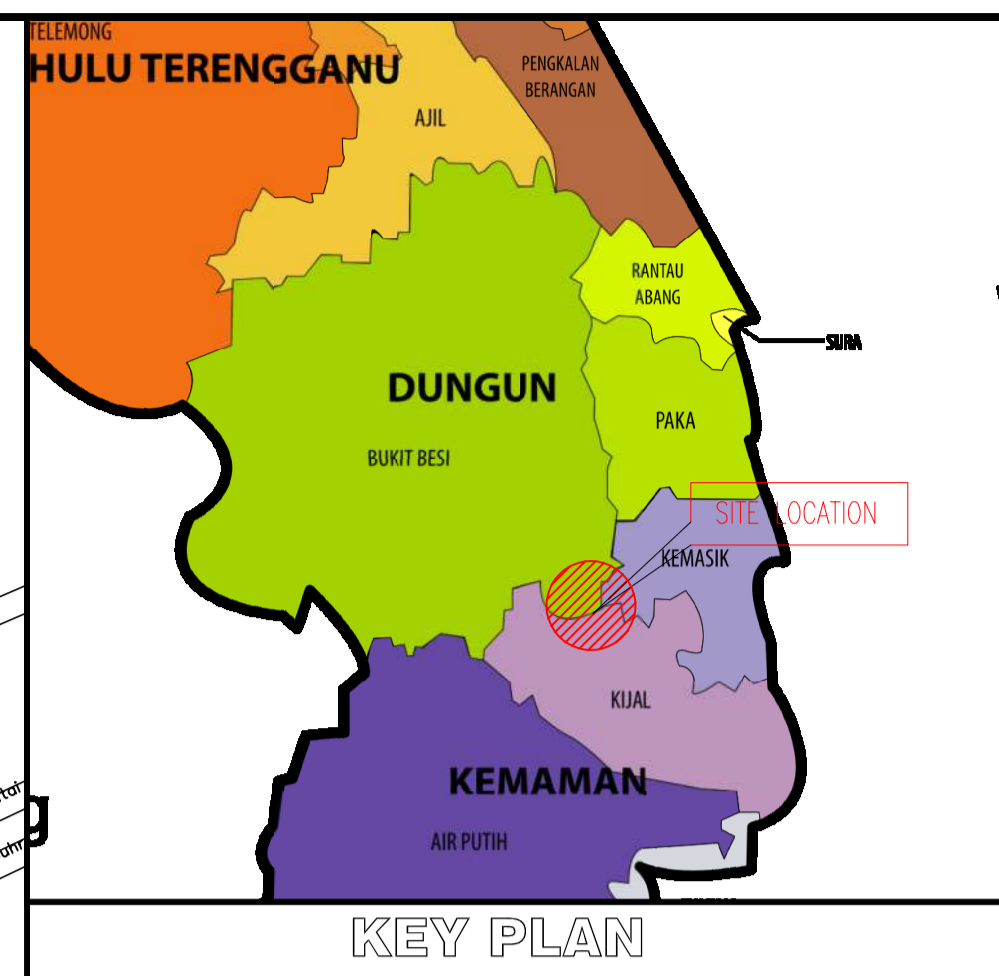 TELEMONG
HULU TERENGGANU
PENGKALAN
BERANGAN
AJIL
RANTAU
ABANG
SURA
DUNGUN
PAKA
BUKIT BESI
SITE LOCATION
KEMASIK
KIJAL
KEMAMAN
AIR PUTIH
KEY PLAN